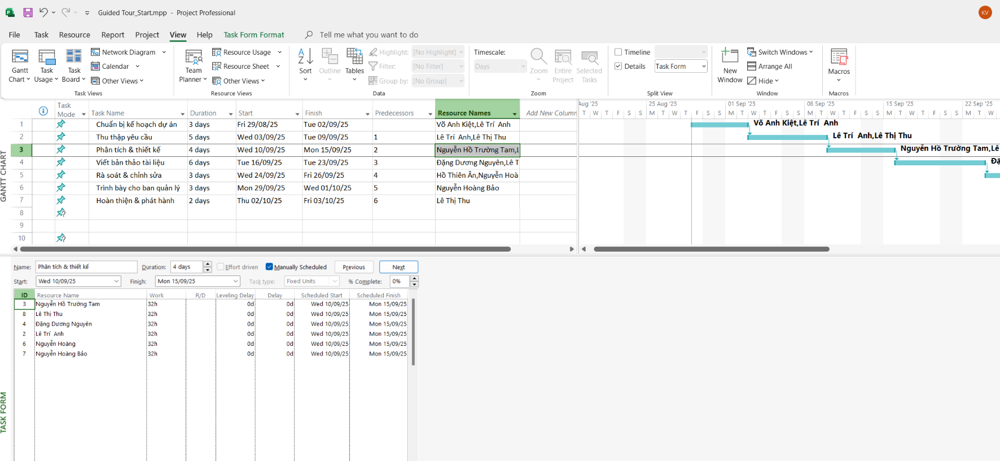 Guided Tour_Start.mpp - Project Professional
KV
File Task Resource Report Project View Help Task Form Format Tell me what you want to do
Gantt Chart
Task Usage
Task Board
Network Diagram
Calendar
Other Views
Task Views
Team Planner
Resource Usage
Resource Sheet
Other Views
Resource Views
Sort
Outline
Tables
Highlight: [No Highlight]
Filter: [No Filter]
Group by: [No Group]
Data
Timescale:
Days
Zoom
Entire Project
Selected Tasks
Zoom
Timeline
Details Task Form
Split View
New Window
Switch Windows
Arrange All
Hide
Window
Macros
Macros
GANTT CHART
Task Mode Task Name Duration Start Finish Predecessors Resource Names Add New Column
1 Chuẩn bị kế hoạch dự án 3 days Fri 29/08/25 Tue 02/09/25 Võ Anh Kiệt,Lê Trí Anh
2 Thu thập yêu cầu 5 days Wed 03/09/25 Tue 09/09/25 1 Lê Trí Anh,Lê Thị Thu
3 Phân tích & thiết kế 4 days Wed 10/09/25 Mon 15/09/25 2 Nguyễn Hồ Trường Tam,L
4 Viết bản thảo tài liệu 6 days Tue 16/09/25 Tue 23/09/25 3 Đặng Dương Nguyên,Lê T
5 Rà soát & chỉnh sửa 3 days Wed 24/09/25 Fri 26/09/25 4 Hồ Thiên Ân,Nguyễn Hoà
6 Trình bày cho ban quản lý 3 days Mon 29/09/25 Wed 01/10/25 5 Nguyễn Hoàng Bảo
7 Hoàn thiện & phát hành 2 days Thu 02/10/25 Fri 03/10/25 6 Lê Thị Thu
8
9
10
Aug '25 25 Aug '25 01 Sep '25 08 Sep '25 15 Sep '25 22 Sep '25
T W T F S S M T W T F S S M T W T F S S M T W T F S S M T W T F S S M T W
Võ Anh Kiệt,Lê Trí Anh
Lê Trí Anh,Lê Thị Thu
Nguyễn Hồ Trường Tam,Lê
Đặ
TASK FORM
Name: Phân tích & thiết kế Duration: 4 days Effort driven Manually Scheduled Previous Next
Start: Wed 10/09/25 Finish: Mon 15/09/25 Task type: Fixed Units % Complete: 0%
ID Resource Name Work R/D Leveling Delay Delay Scheduled Start Scheduled Finish
3 Nguyễn Hồ Trường Tam 32h 0d 0d Wed 10/09/25 Mon 15/09/25
8 Lê Thị Thu 32h 0d 0d Wed 10/09/25 Mon 15/09/25
4 Đặng Dương Nguyên 32h 0d 0d Wed 10/09/25 Mon 15/09/25
2 Lê Trí Anh 32h 0d 0d Wed 10/09/25 Mon 15/09/25
6 Nguyễn Hoàng 32h 0d 0d Wed 10/09/25 Mon 15/09/25
7 Nguyễn Hoàng Bảo 32h 0d 0d Wed 10/09/25 Mon 15/09/25